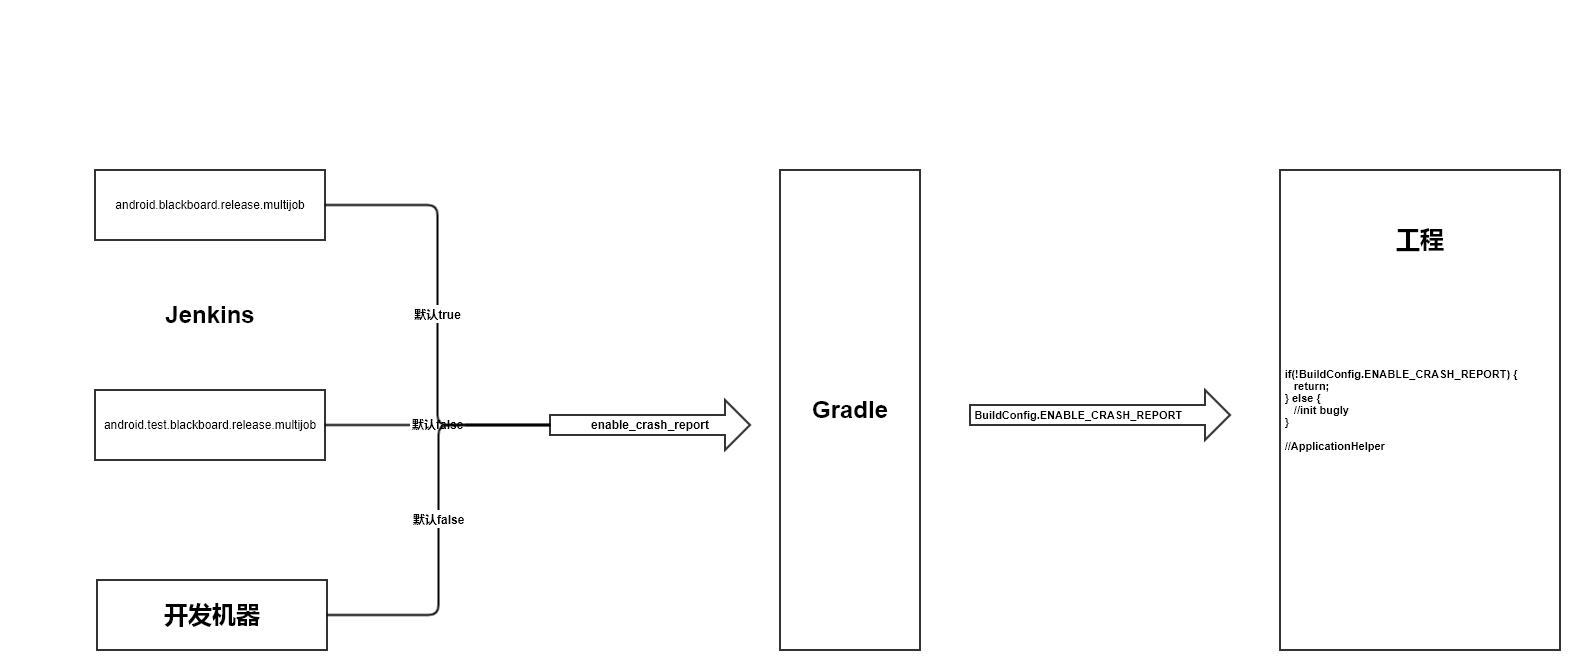 android.blackboard.release.multijob
Jenkins
默认true
android.test.blackboard.release.multijob
默认false
enable_crash_report
默认false
开发机器
Gradle
BuildConfig.ENABLE_CRASH_REPORT
工程
if(!BuildConfig.ENABLE_CRASH_REPORT) {
return;
} else {
//init bugly
}
//ApplicationHelper